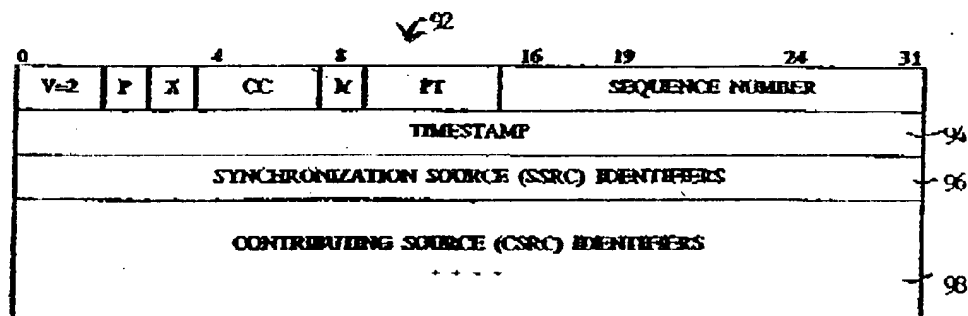 92
0 4 8 16 19 24 31
V=2 P X CC M PT SEQUENCE NUMBER
TIMESTAMP 94
SYNCHRONIZATION SOURCE (SSRC) IDENTIFIERS 96
CONTRIBUTING SOURCE (CSRC) IDENTIFIERS
98